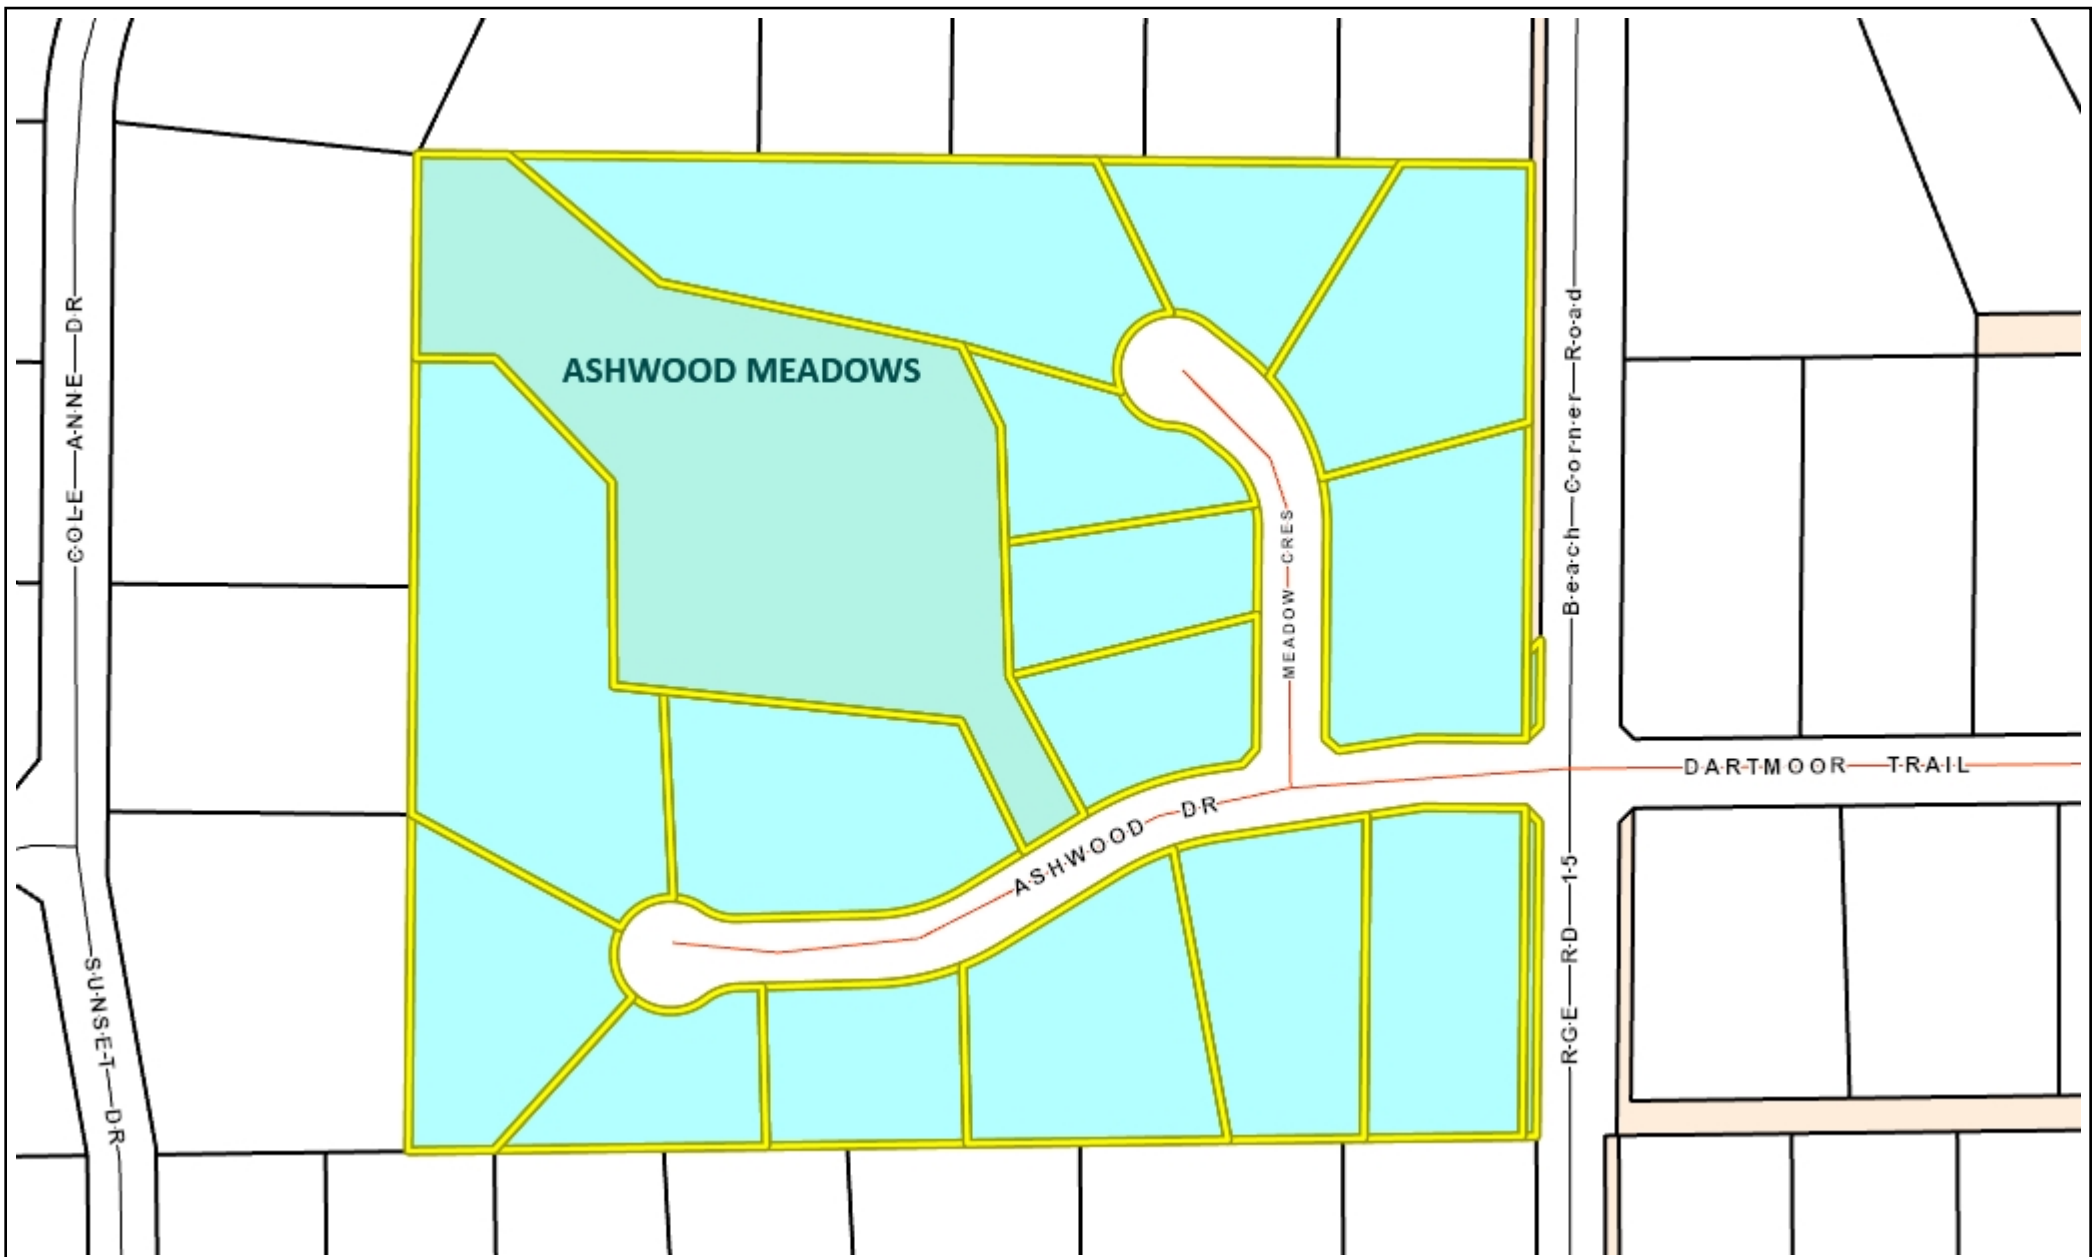 COLE ANNE DR
ASHWOOD MEADOWS
Beach Corner Road
MEADOW CRES
DARTMOOR TRAIL
ASHWOOD DR
RGE RD 15
SUNSET DR